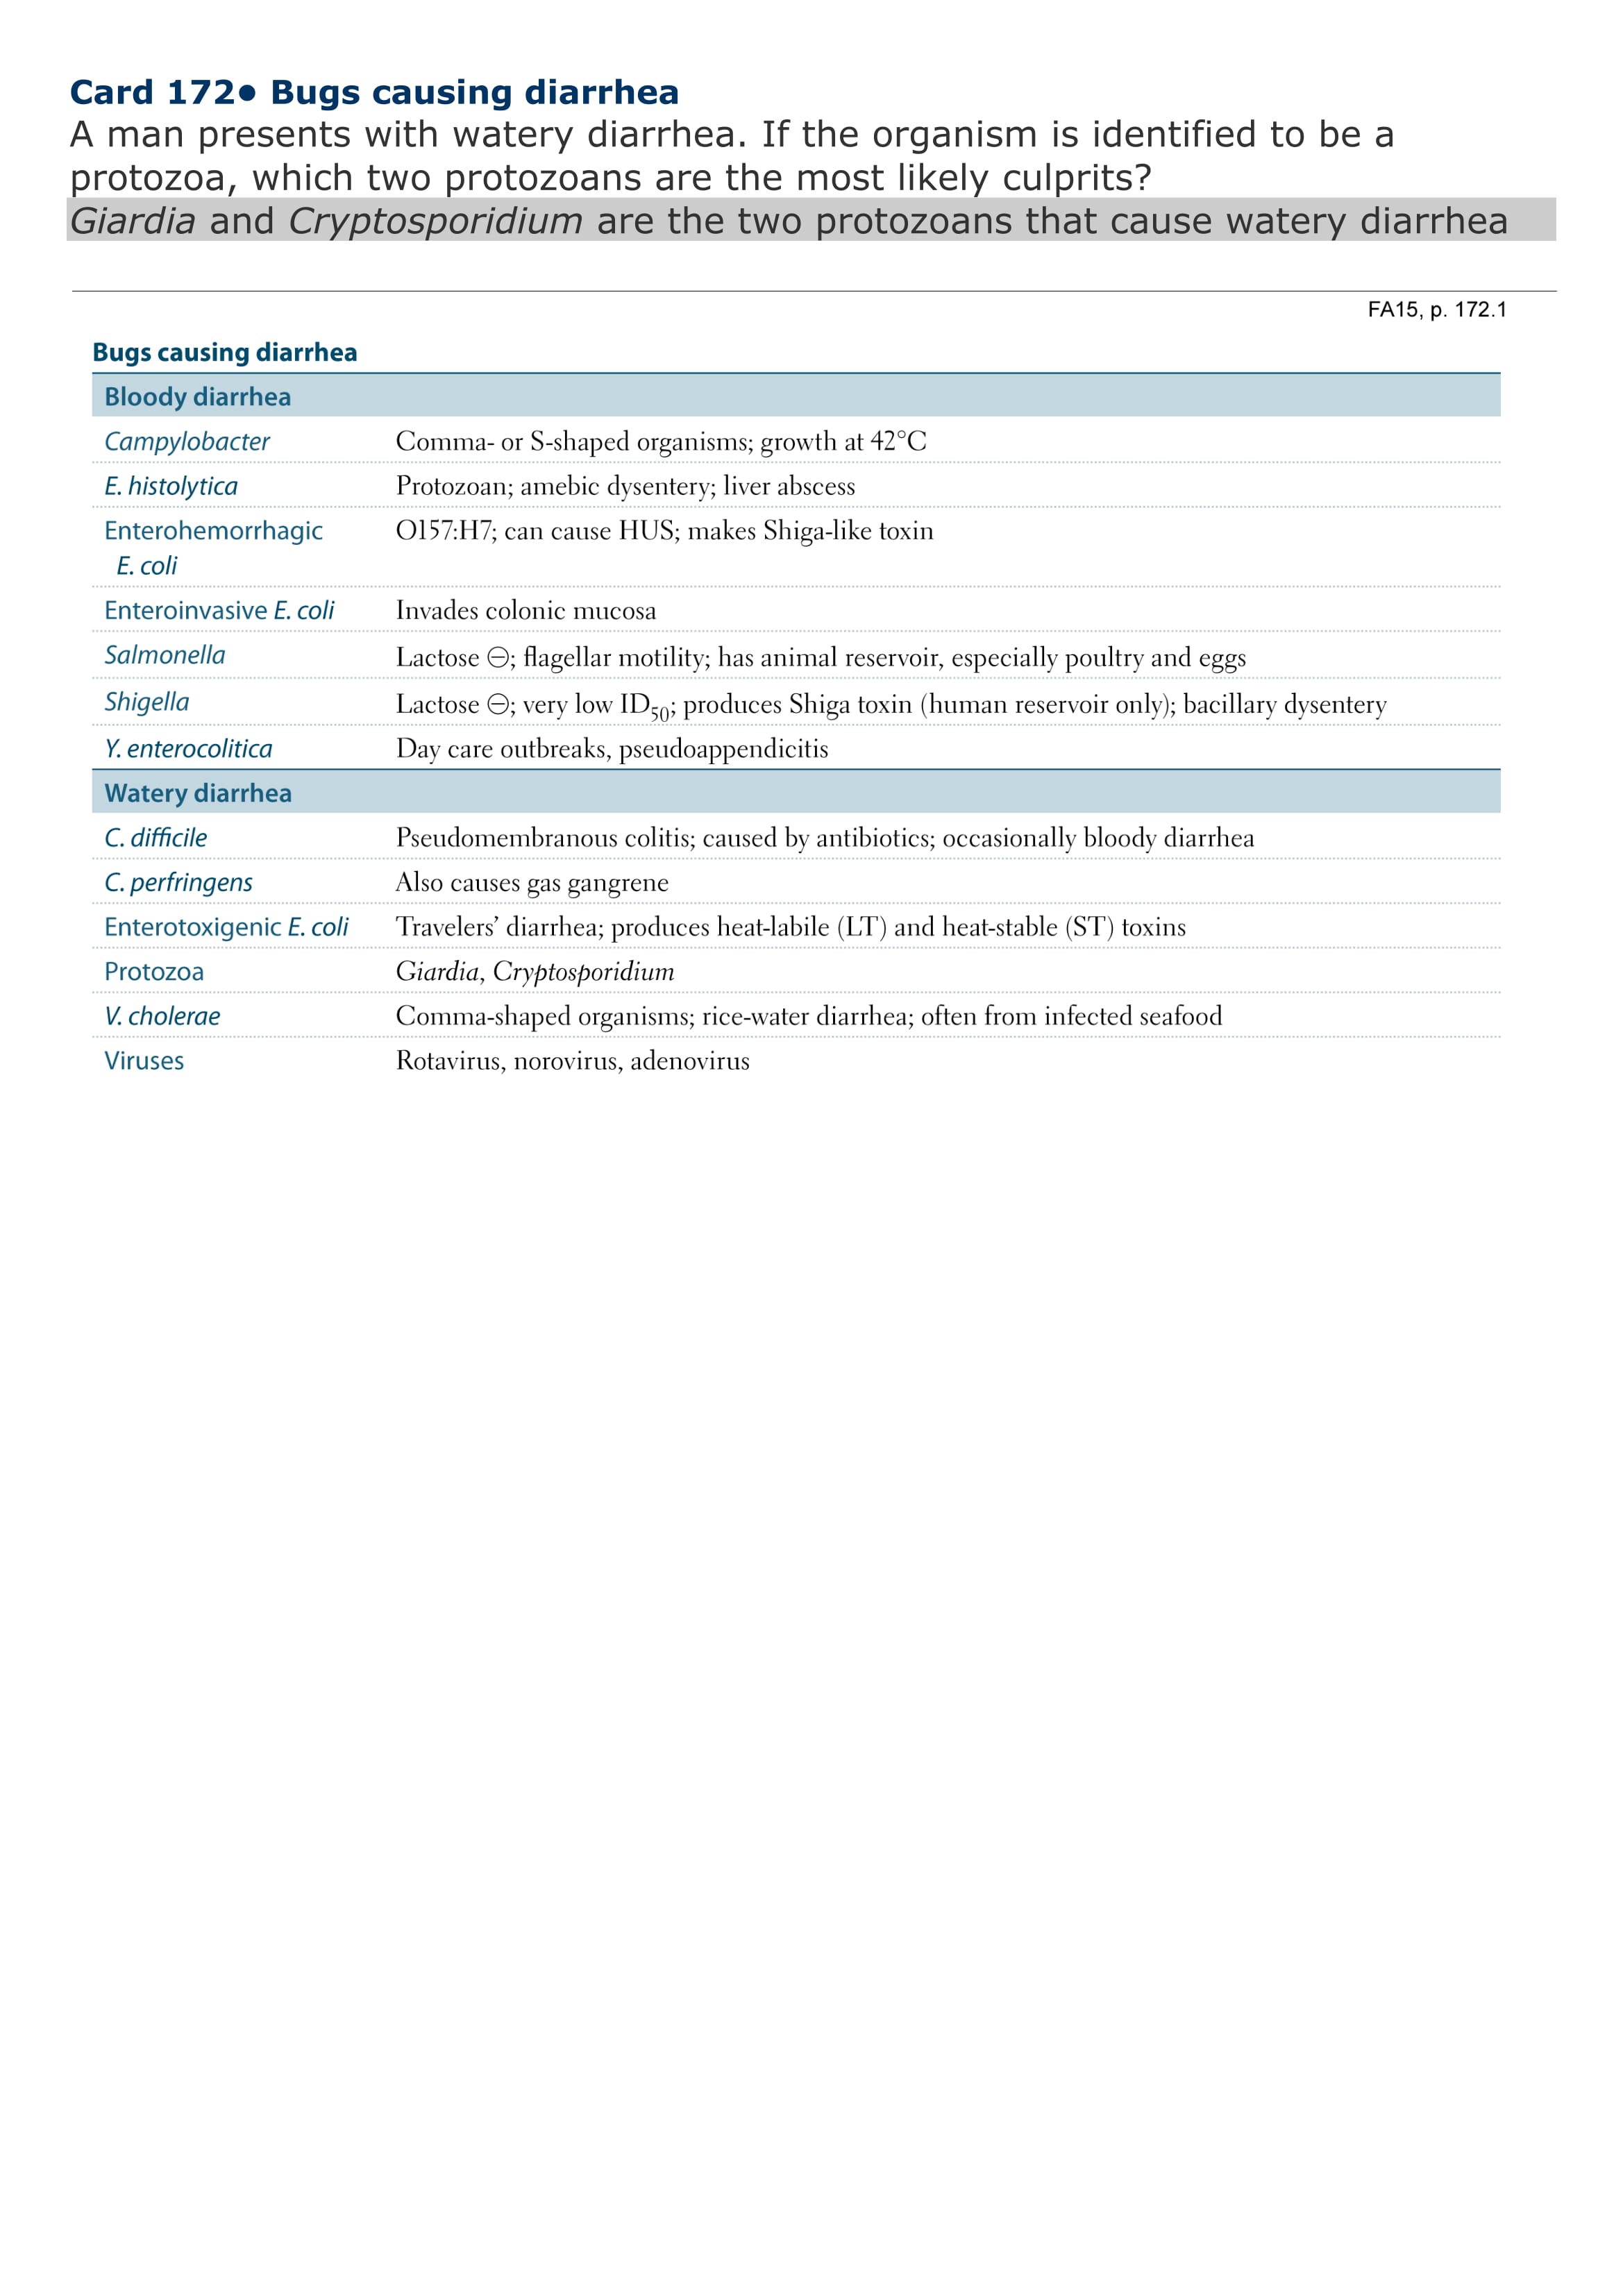 Card 172● Bugs causing diarrhea
A man presents with watery diarrhea. If the organism is identified to be a
protozoa, which two protozoans are the most likely culprits?
Giardia and Cryptosporidium are the two protozoans that cause watery diarrhea
FA15, p. 172.1
Bugs causing diarrhea
Bloody diarrhea
Campylobacter Comma- or S-shaped organisms; growth at 42°C
E. histolytica Protozoan; amebic dysentery; liver abscess
Enterohemorrhagic O157:H7; can cause HUS; makes Shiga-like toxin
E. coli
Enteroinvasive E. coli Invades colonic mucosa
Salmonella Lactose ⊖; flagellar motility; has animal reservoir, especially poultry and eggs
Shigella Lactose ⊖; very low ID50; produces Shiga toxin (human reservoir only); bacillary dysentery
Y. enterocolitica Day care outbreaks, pseudoappendicitis
Watery diarrhea
C. difficile Pseudomembranous colitis; caused by antibiotics; occasionally bloody diarrhea
C. perfringens Also causes gas gangrene
Enterotoxigenic E. coli Travelers’ diarrhea; produces heat-labile (LT) and heat-stable (ST) toxins
Protozoa Giardia, Cryptosporidium
V. cholerae Comma-shaped organisms; rice-water diarrhea; often from infected seafood
Viruses Rotavirus, norovirus, adenovirus